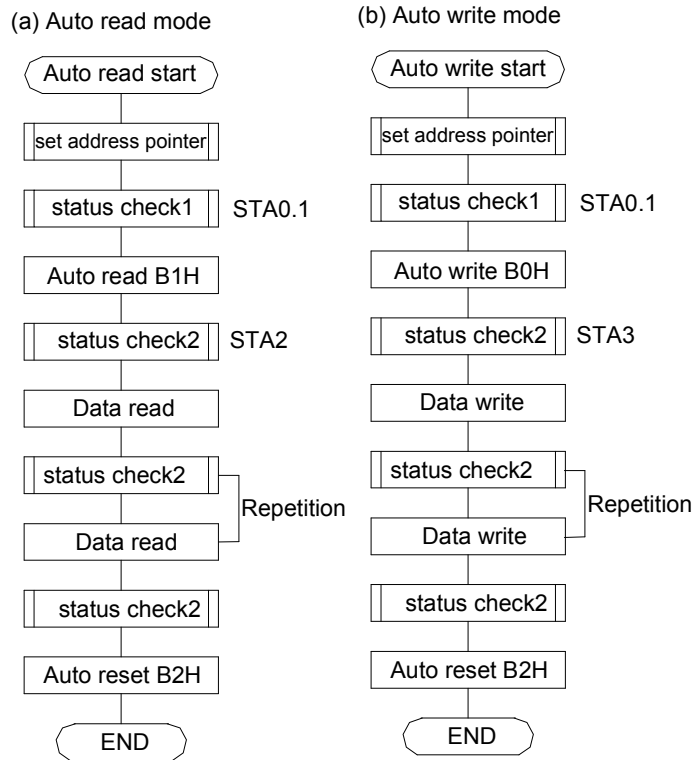 (a) Auto read mode
Auto read start
set address pointer
status check1
STA0.1
Auto read B1H
status check2
STA2
Data read
status check2
Repetition
Data read
status check2
Auto reset B2H
END
(b) Auto write mode
Auto write start
set address pointer
status check1
STA0.1
Auto write B0H
status check2
STA3
Data write
status check2
Repetition
Data write
status check2
Auto reset B2H
END